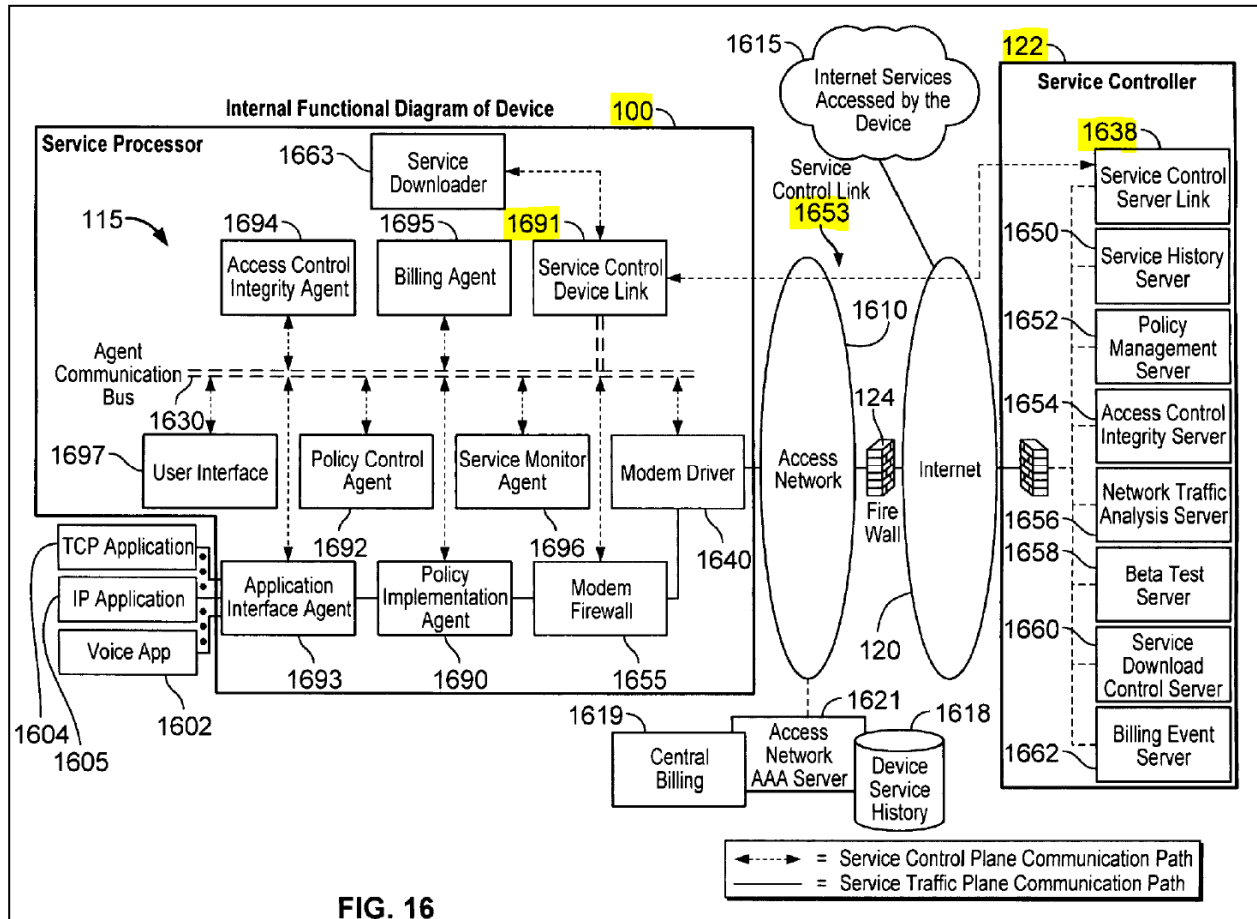 1615
Internet Services
Accessed by the
Device
122
Service Controller
Internal Functional Diagram of Device
100
Service Processor
115
1663
Service
Downloader
1694
Access Control
Integrity Agent
1695
Billing Agent
1691
Service Control
Device Link
Service
Control Link
1653
1638
Service Control
Server Link
1650
Service History
Server
1652
Policy
Management
Server
1654
Access Control
Integrity Server
1656
Network Traffic
Analysis Server
1658
Beta Test
Server
1660
Service
Download
Control Server
1662
Billing Event
Server
Agent
Communication
Bus
1630
1697
User Interface
Policy Control
Agent
1692
Service Monitor
Agent
1696
Modem Driver
1640
1610
Access
Network
124
Fire
Wall
Internet
120
TCP Application
IP Application
Voice App
1604
1605
1602
Application
Interface Agent
1693
Policy
Implementation
Agent
1690
Modem
Firewall
1655
1619
Central
Billing
1621
Access
Network
AAA Server
1618
Device
Service
History
= Service Control Plane Communication Path
= Service Traffic Plane Communication Path
FIG. 16